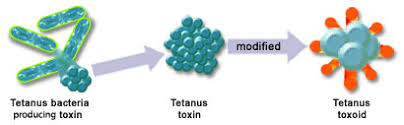 modified
Tetanus bacteria
producing toxin
Tetanus
toxin
Tetanus
toxoid